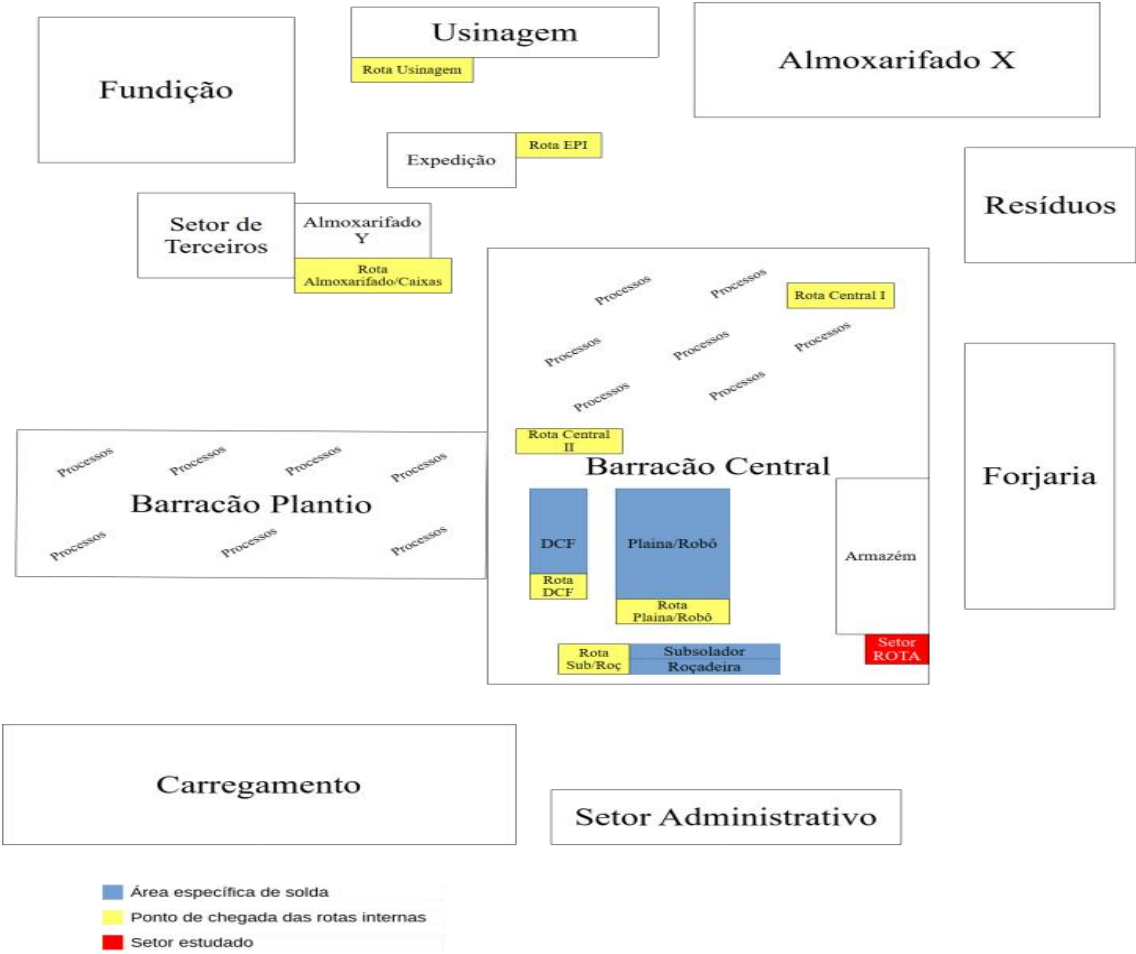 Fundição
Usinagem
Rota Usinagem
Almoxarifado X
Expedição
Rota EPI
Resíduos
Setor de
Terceiros
Almoxarifado
Y
Rota
Almoxarifado/Caixas
Processos
Processos
Rota Central I
Processos
Processos
Processos
Processos
Processos
Rota Central
II
Barracão Central
Processos
Processos
Processos
Processos
Barracão Plantio
Processos
Processos
Processos
DCF
Rota
DCF
Plaina/Robô
Rota
Plaina/Robô
Armazém
Setor
ROTA
Rota
Sub/Roç
Subsolador
Roçadeira
Forjaria
Carregamento
Setor Administrativo
Área específica de solda
Ponto de chegada das rotas internas
Setor estudado